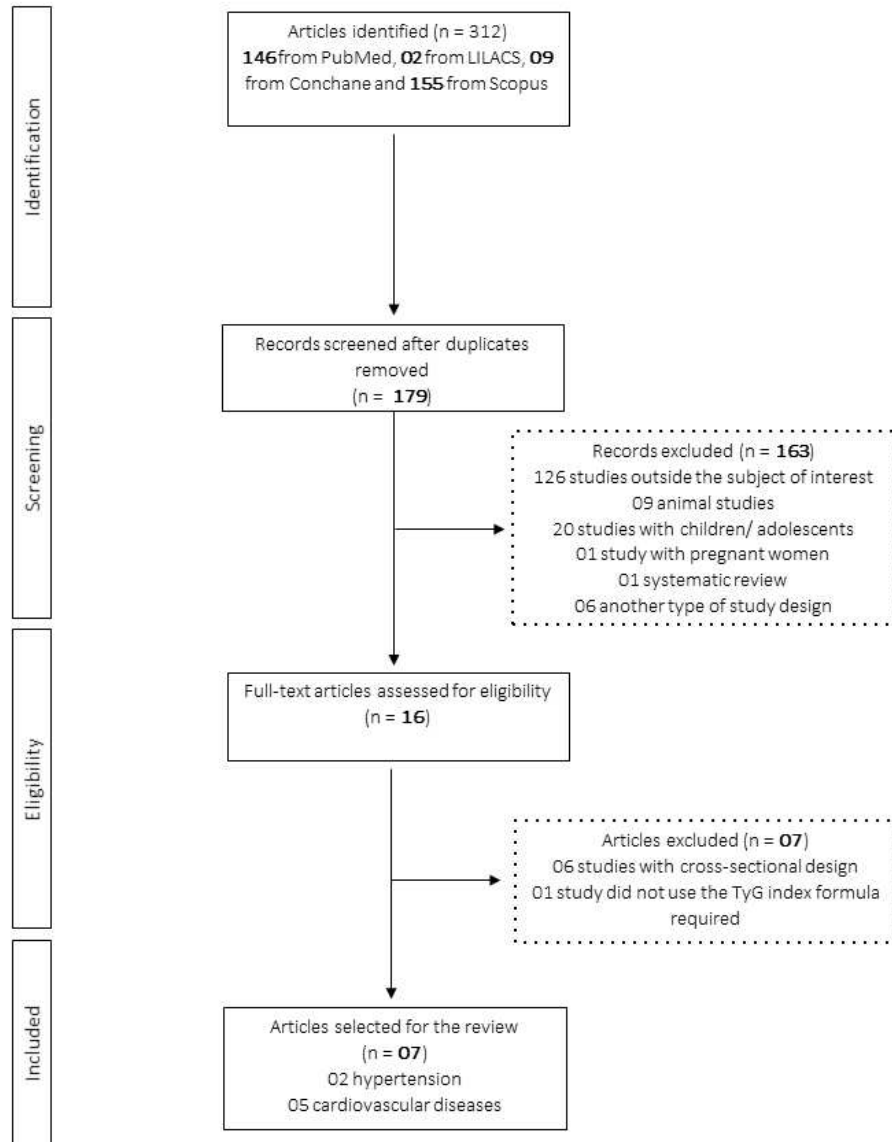 Identification
Articles identified (n = 312)
146 from PubMed, 02 from LILACS, 09
from Conchane and 155 from Scopus
Screening
Records screened after duplicates
removed
(n = 179)
Records excluded (n = 163)
126 studies outside the subject of interest
09 animal studies
20 studies with children/ adolescents
01 study with pregnant women
01 systematic review
06 another type of study design
Eligibility
Full-text articles assessed for eligibility
(n = 16)
Articles excluded (n = 07)
06 studies with cross-sectional design
01 study did not use the TyG index formula
required
Included
Articles selected for the review
(n = 07)
02 hypertension
05 cardiovascular diseases